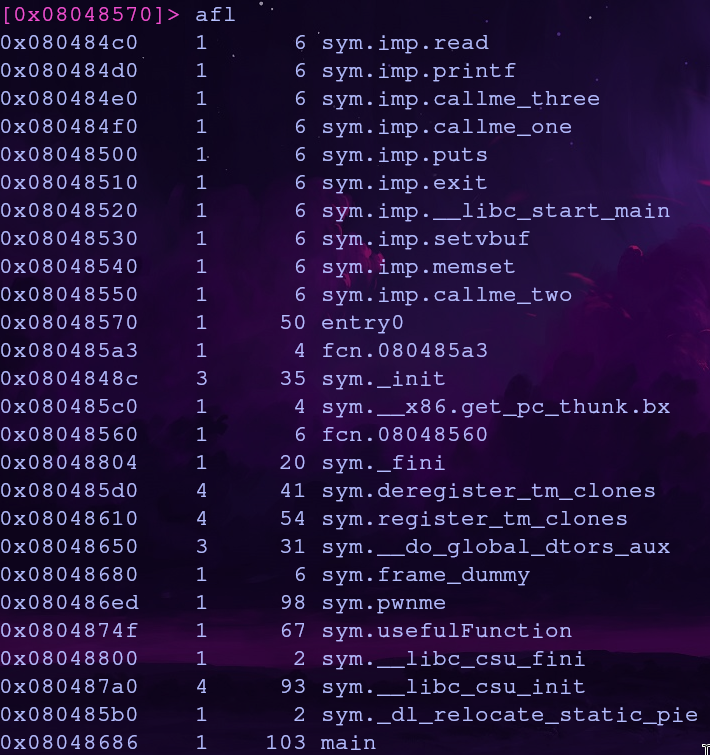 [0x08048570]> afl
0x080484c0 1 6 sym.imp.read
0x080484d0 1 6 sym.imp.printf
0x080484e0 1 6 sym.imp.callme_three
0x080484f0 1 6 sym.imp.callme_one
0x08048500 1 6 sym.imp.puts
0x08048510 1 6 sym.imp.exit
0x08048520 1 6 sym.imp.__libc_start_main
0x08048530 1 6 sym.imp.setvbuf
0x08048540 1 6 sym.imp.memset
0x08048550 1 6 sym.imp.callme_two
0x08048570 1 50 entry0
0x080485a3 1 4 fcn.080485a3
0x0804848c 3 35 sym._init
0x080485c0 1 4 sym.__x86.get_pc_thunk.bx
0x08048560 1 6 fcn.08048560
0x08048804 1 20 sym._fini
0x080485d0 4 41 sym.deregister_tm_clones
0x08048610 4 54 sym.register_tm_clones
0x08048650 3 31 sym.__do_global_dtors_aux
0x08048680 1 6 sym.frame_dummy
0x080486ed 1 98 sym.pwnme
0x0804874f 1 67 sym.usefulFunction
0x08048800 1 2 sym.__libc_csu_fini
0x080487a0 4 93 sym.__libc_csu_init
0x080485b0 1 2 sym._dl_relocate_static_pie
0x08048686 1 103 main